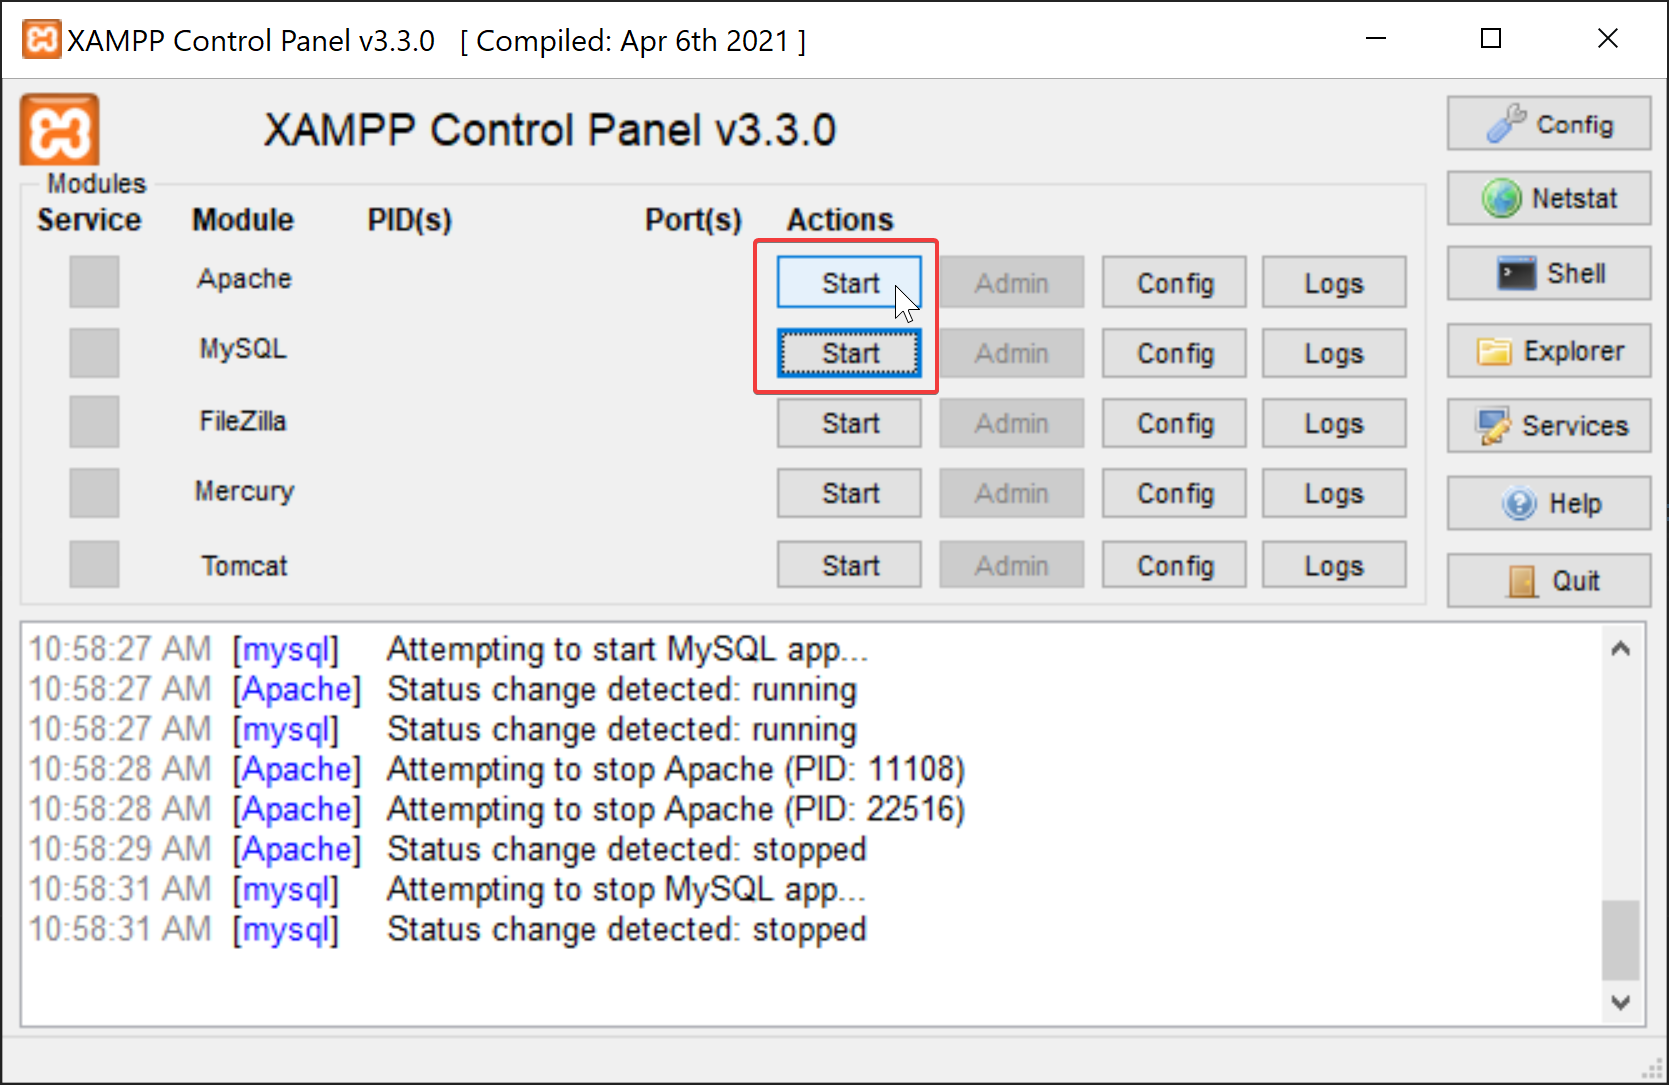 XAMPP Control Panel v3.3.0 [ Compiled: Apr 6th 2021 ]
XAMPP Control Panel v3.3.0
Config
Modules
Netstat
Service Module PID(s) Port(s) Actions
Apache Start Admin Config Logs
Shell
MySQL Start Admin Config Logs
Explorer
FileZilla Start Admin Config Logs
Services
Mercury Start Admin Config Logs
Help
Tomcat Start Admin Config Logs
Quit
10:58:27 AM [mysql] Attempting to start MySQL app...
10:58:27 AM [Apache] Status change detected: running
10:58:27 AM [mysql] Status change detected: running
10:58:28 AM [Apache] Attempting to stop Apache (PID: 11108)
10:58:28 AM [Apache] Attempting to stop Apache (PID: 22516)
10:58:29 AM [Apache] Status change detected: stopped
10:58:31 AM [mysql] Attempting to stop MySQL app...
10:58:31 AM [mysql] Status change detected: stopped